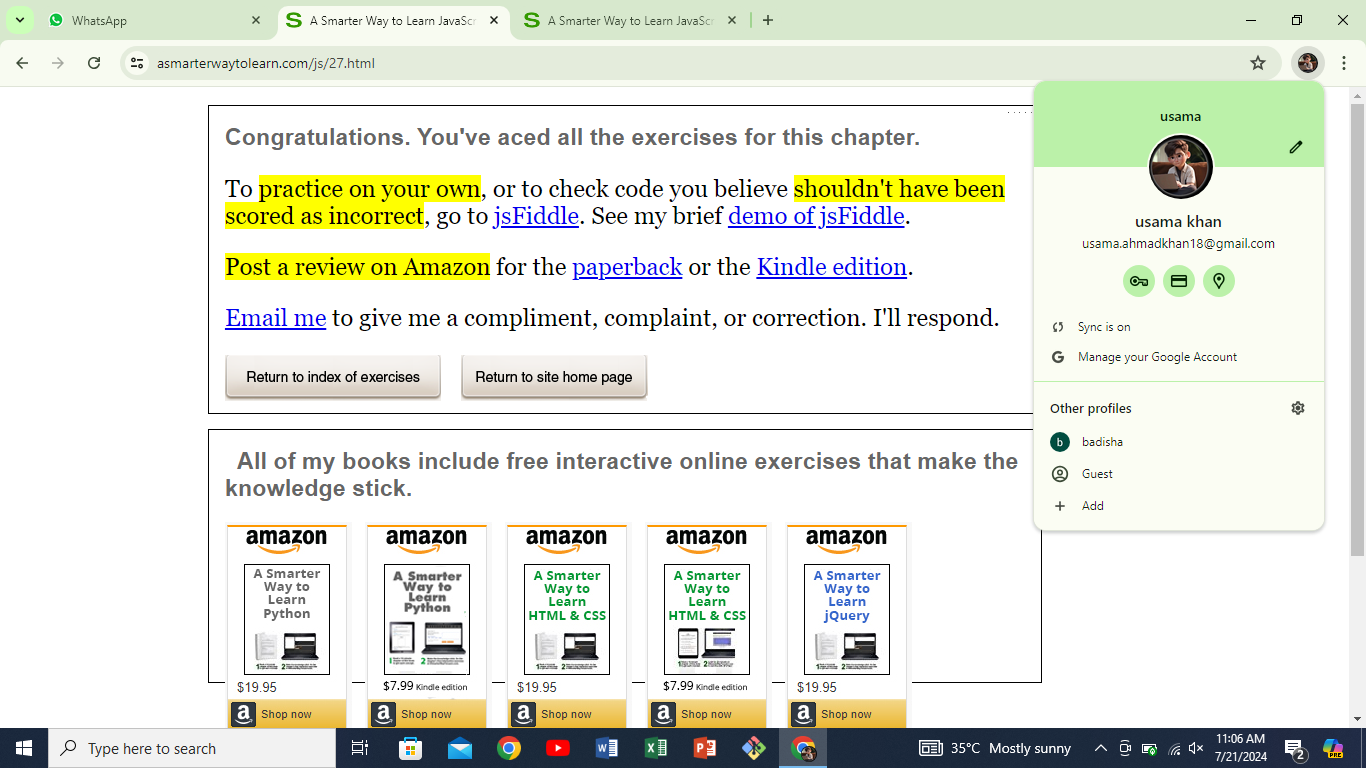 WhatsApp
A Smarter Way to Learn JavaScr
A Smarter Way to Learn JavaScr
asmarterwaytolearn.com/js/27.html
Congratulations. You've aced all the exercises for this chapter.
To practice on your own, or to check code you believe shouldn't have been
scored as incorrect, go to jsFiddle. See my brief demo of jsFiddle.
Post a review on Amazon for the paperback or the Kindle edition.
Email me to give me a compliment, complaint, or correction. I'll respond.
Return to index of exercises
Return to site home page
usama
usama khan
usama.ahmadkhan18@gmail.com
Sync is on
Manage your Google Account
Other profiles
b badisha
Guest
Add
All of my books include free interactive online exercises that make the
knowledge stick.
amazon
A Smarter
Way to
Learn
Python
$19.95
Shop now
amazon
A Smarter
Way to
Learn
Python
$7.99 Kindle edition
Shop now
amazon
A Smarter
Way to
Learn
HTML & CSS
$19.95
Shop now
amazon
A Smarter
Way to
Learn
HTML & CSS
$7.99 Kindle edition
Shop now
amazon
A Smarter
Way to
Learn
jQuery
$19.95
Shop now
Type here to search
35°C Mostly sunny
11:06 AM
7/21/2024
2
PRE